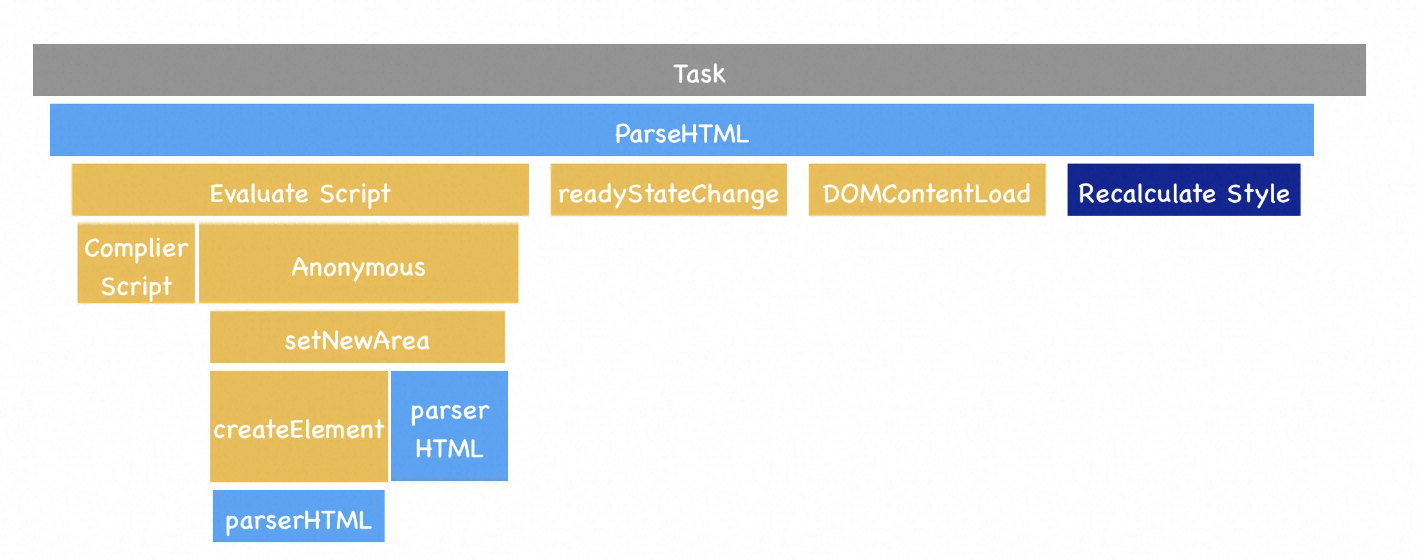 Task
ParseHTML
Evaluate Script
readyStateChange
DOMContentLoad
Recalculate Style
Complier
Script
Anonymous
setNewArea
createElement
parser
HTML
parserHTML